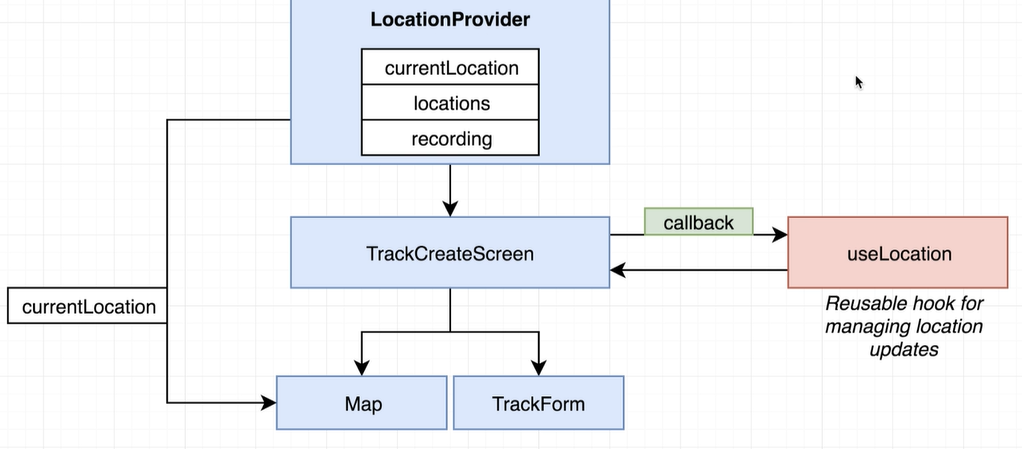 LocationProvider
currentLocation
locations
recording
callback
TrackCreateScreen
useLocation
Reusable hook for
managing location
updates
currentLocation
Map
TrackForm